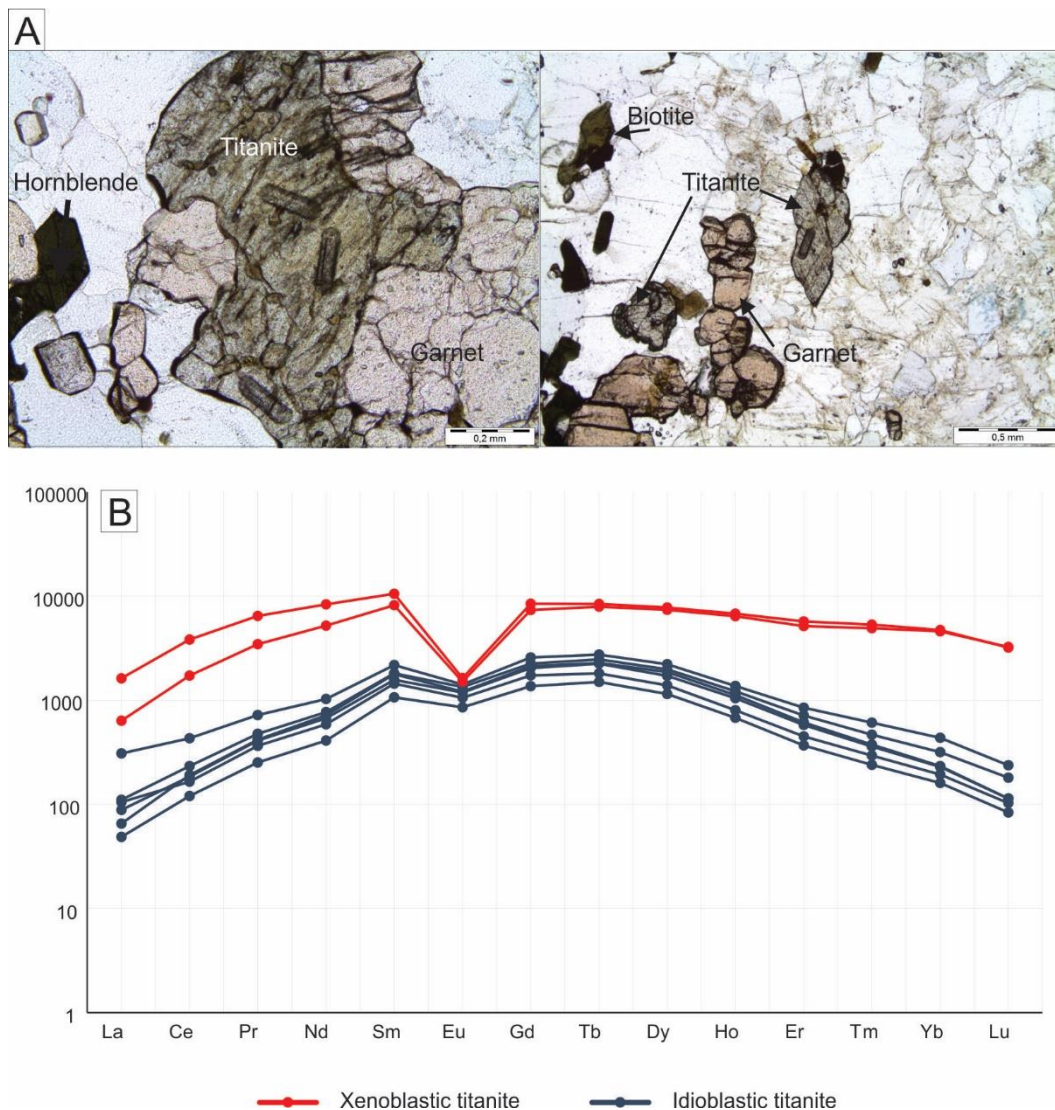 A
Titanite
Hornblende
Garnet
0,2 mm
Biotite
Titanite
Garnet
0,5 mm
B
100000
10000
1000
100
10
1
La Ce Pr Nd Sm Eu Gd Tb Dy Ho Er Tm Yb Lu
Xenoblastic titanite Idioblastic titanite